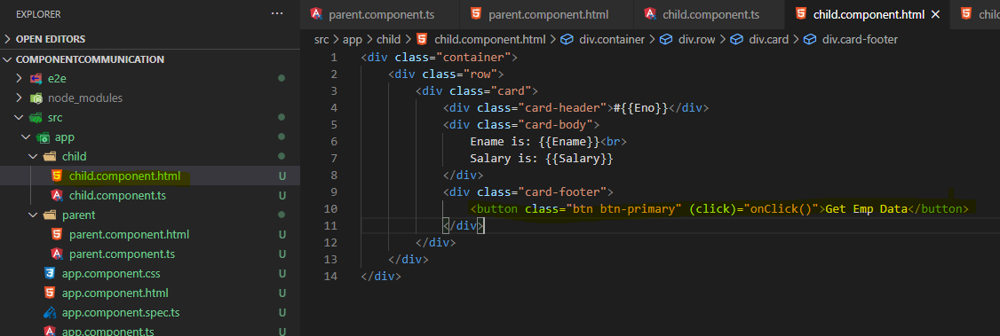 EXPLORER ···
OPEN EDITORS
COMPONENTCOMMUNICATION
e2e
node_modules
src
app
child
child.component.html U
child.component.ts U
parent
parent.component.html U
parent.component.ts U
app.component.css U
app.component.html U
app.component.spec.ts U
app.component.ts U
parent.component.ts parent.component.html child.component.ts child.component.html ×
src > app > child > child.component.html > div.container > div.row > div.card > div.card-footer
1 <div class="container">
2 <div class="row">
3 <div class="card">
4 <div class="card-header">#{{Eno}}</div>
5 <div class="card-body">
6 Ename is: {{Ename}}<br>
7 Salary is: {{Salary}}
8 </div>
9 <div class="card-footer">
10 <button class="btn btn-primary" (click)="onClick()">Get Emp Data</button>
11 </div>
12 </div>
13 </div>
14 </div>